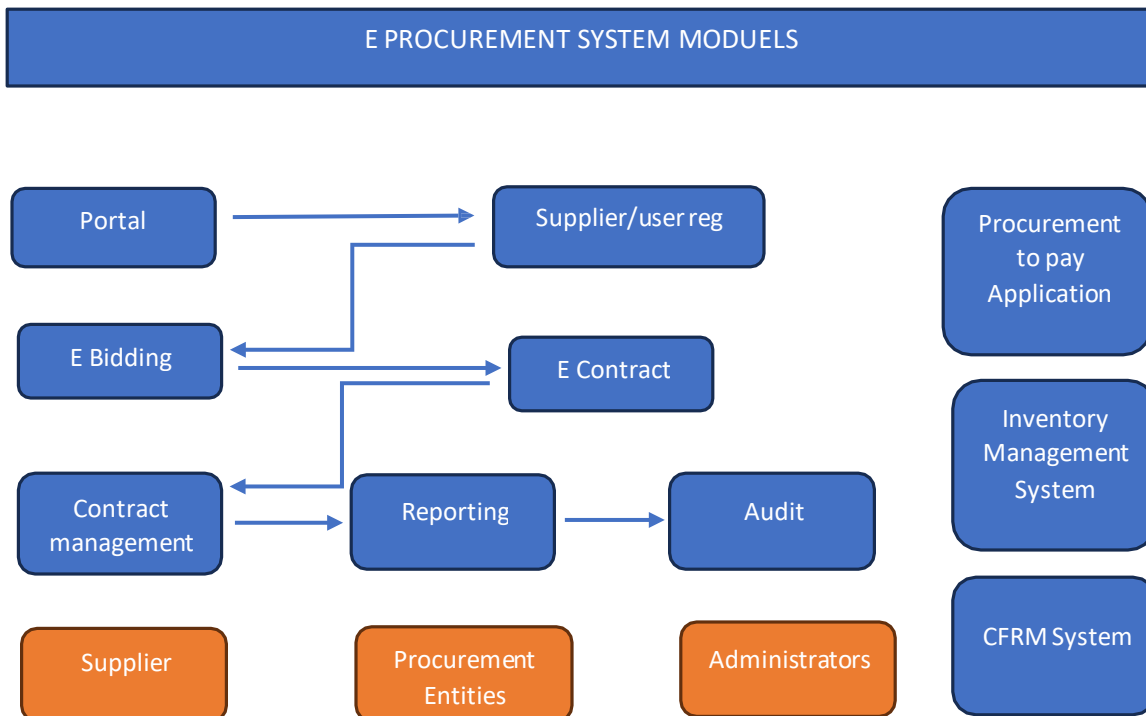 E PROCUREMENT SYSTEM MODUELS
Portal
Supplier/user reg
Procurement
to pay
Application
E Bidding
E Contract
Inventory
Management
System
Contract
management
Reporting
Audit
CFRM System
Supplier
Procurement
Entities
Administrators